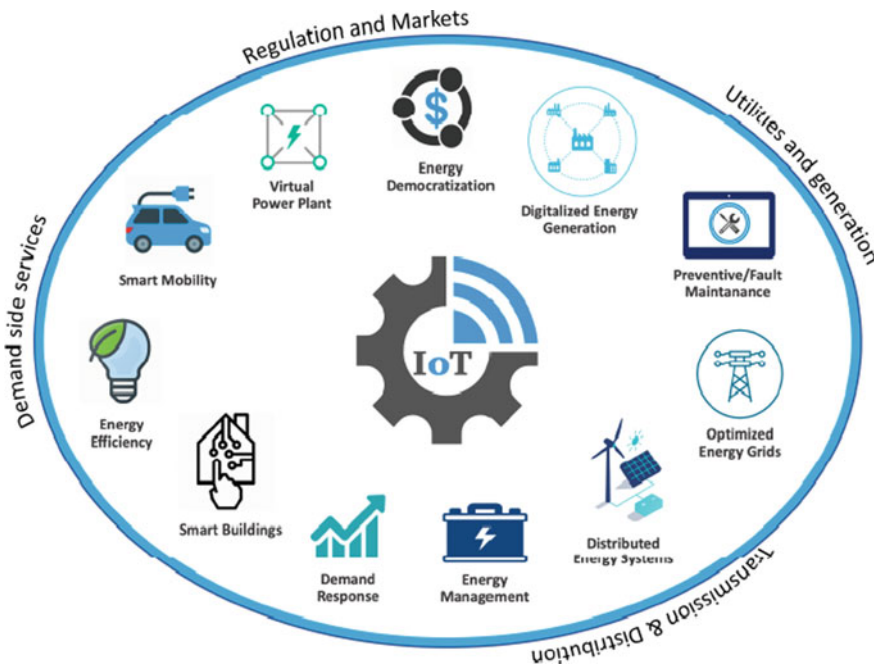 Regulation and Markets
Utilities and generation
Demand side services
Transmission & Distribution
Energy
Democratization
Virtual
Power Plant
Digitalized Energy
Generation
Smart Mobility
Preventive/Fault
Maintanance
IoT
Energy
Efficiency
Optimized
Energy Grids
Smart Buildings
Distributed
Energy Systems
Demand
Response
Energy
Management